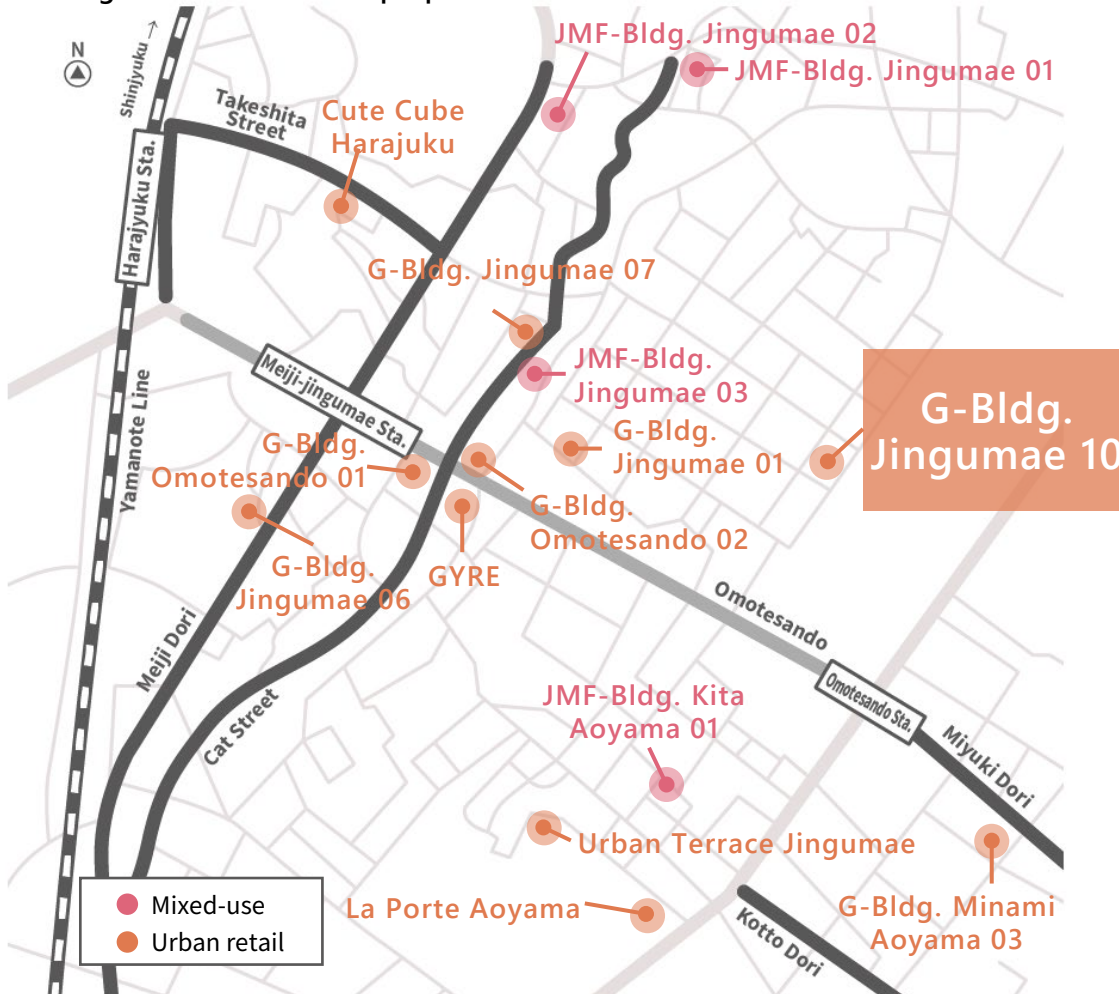 JMF-Bldg. Jingumae 02
JMF-Bldg. Jingumae 01
N
Shinjyuku →
Takeshita
Street
Cute Cube
Harajuku
Harajyuku Sta.
G-Bldg. Jingumae 07
Meiji-jingumae Sta.
JMF-Bldg.
Jingumae 03
G-Bldg.
Jingumae 10
Yamanote Line
G-Bldg.
Omotesando 01
G-Bldg.
Jingumae 01
G-Bldg.
Omotesando 02
G-Bldg.
Jingumae 06
GYRE
Omotesando
Meiji Dori
Cat Street
Omotesando Sta.
JMF-Bldg. Kita
Aoyama 01
Miyuki Dori
Urban Terrace Jingumae
La Porte Aoyama
G-Bldg. Minami
Aoyama 03
Kotto Dori
Mixed-use
Urban retail